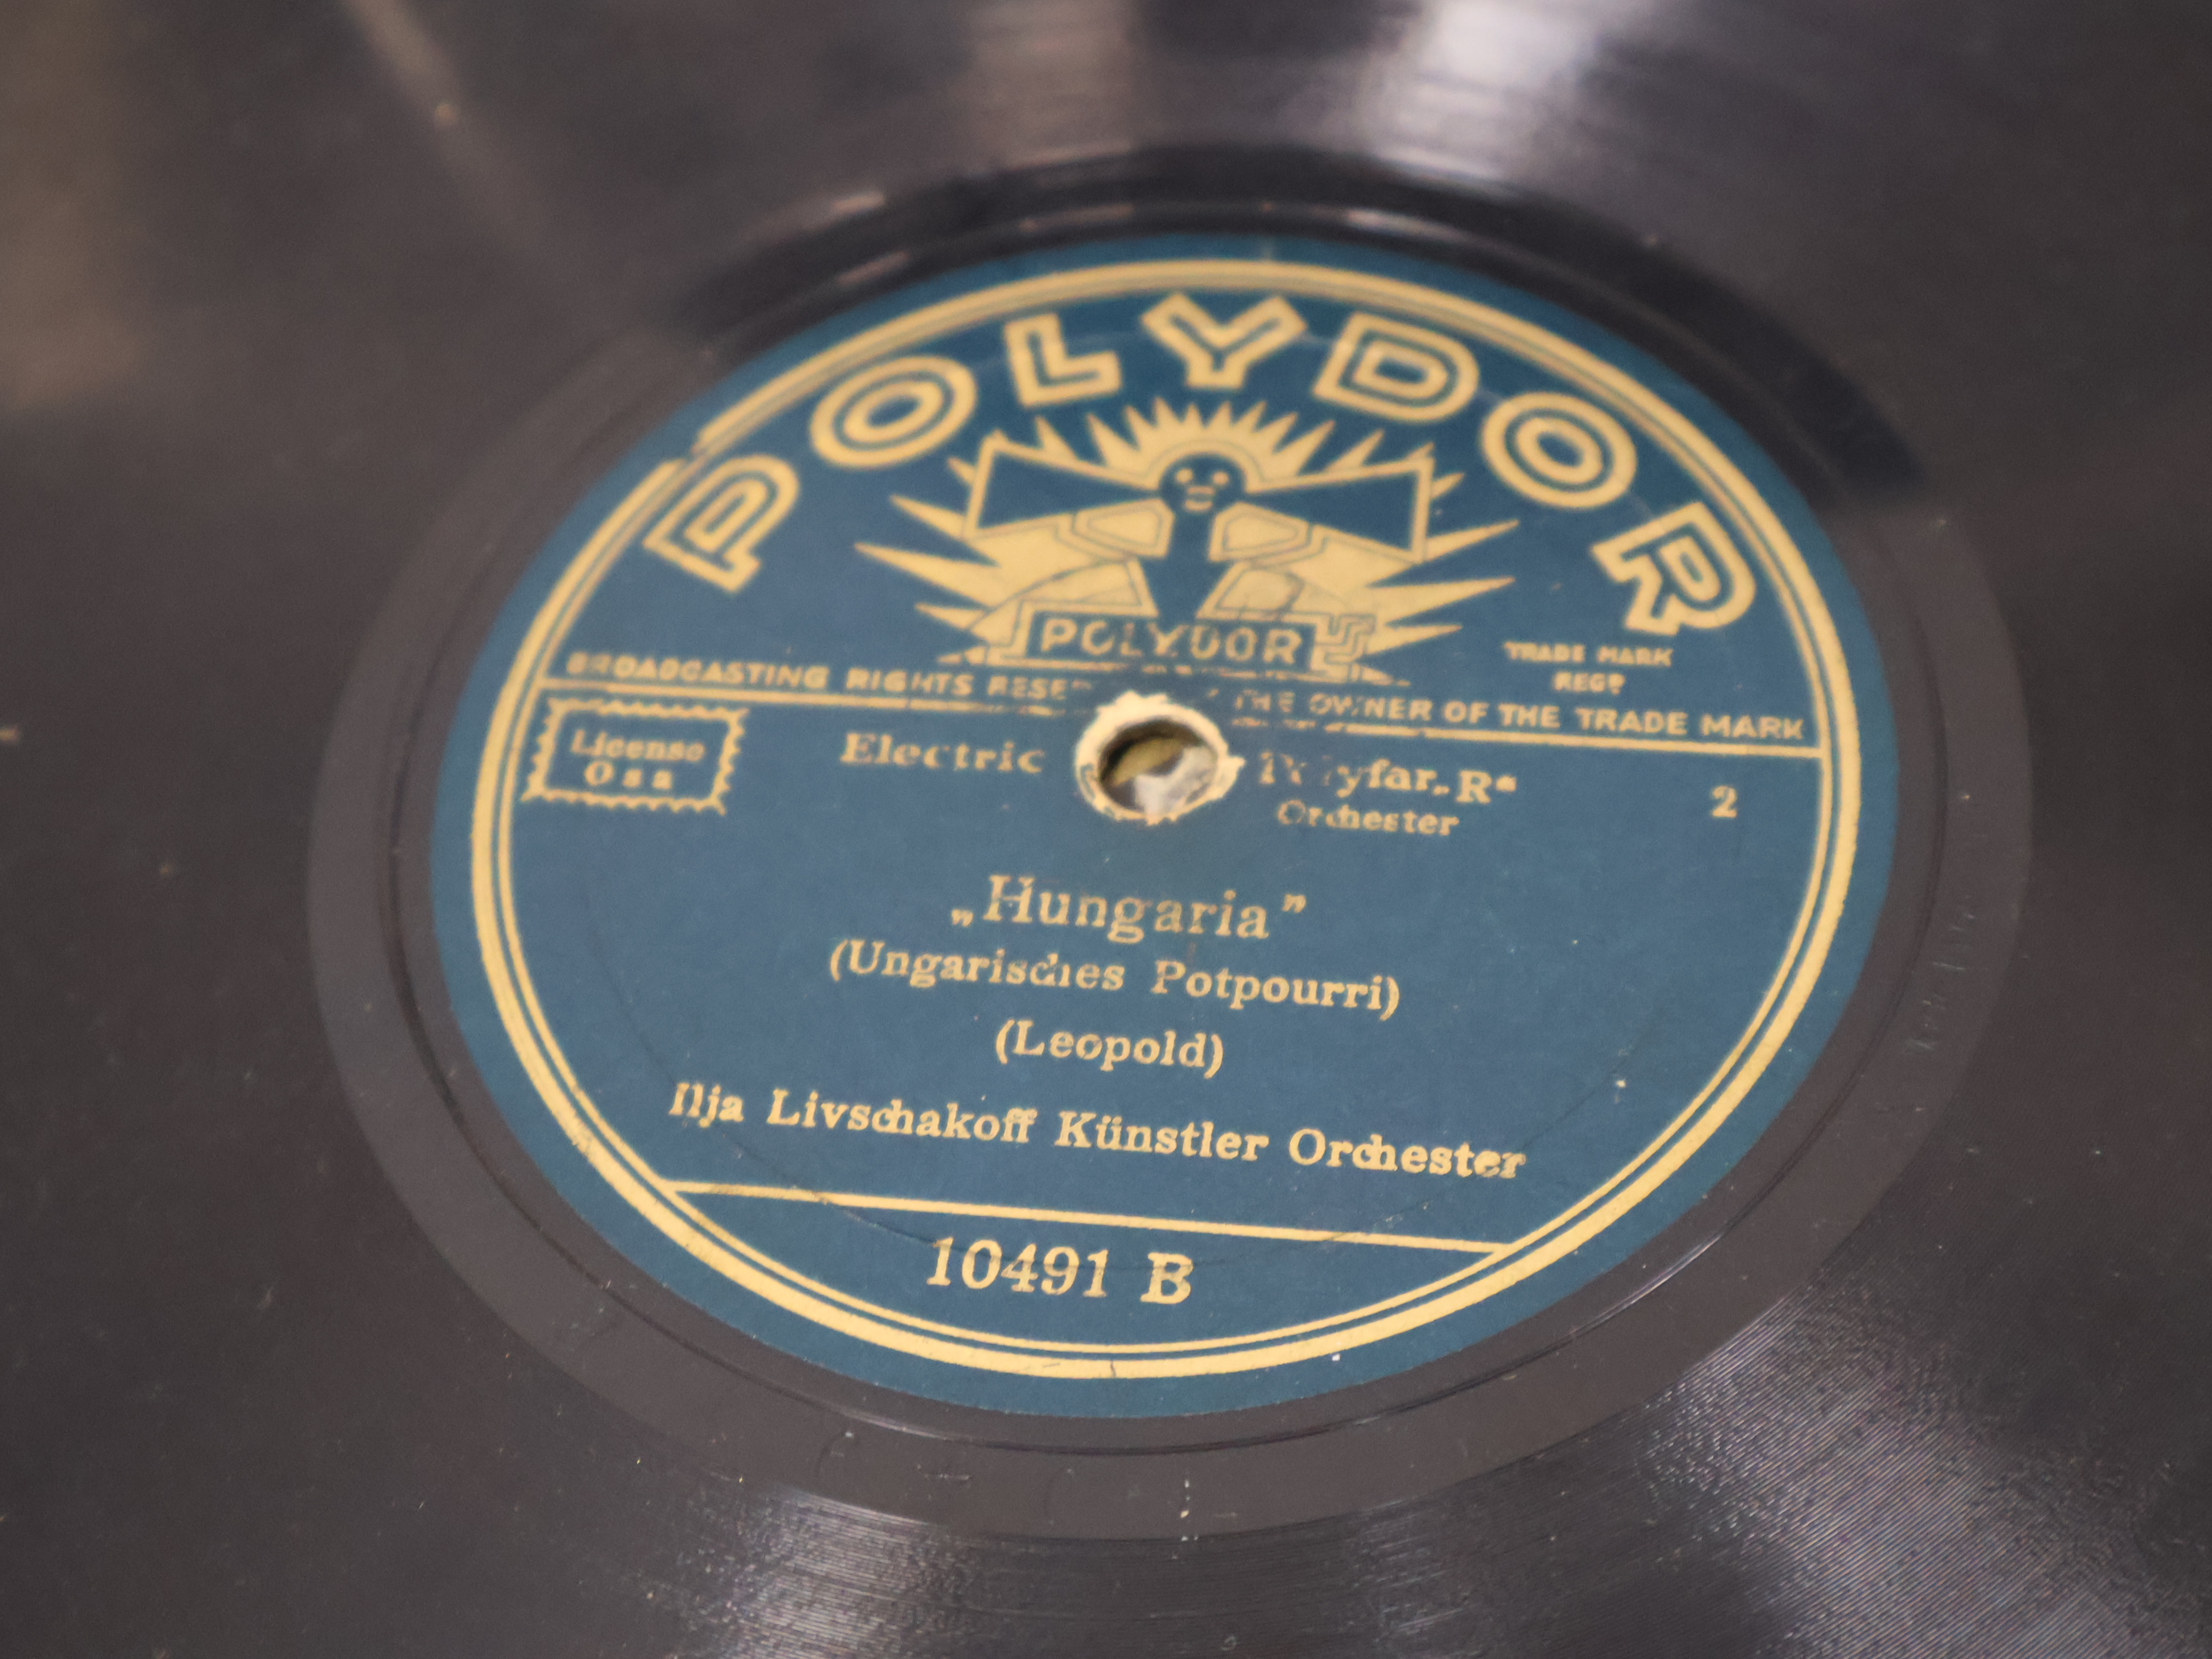 POLYDOR
POLYDOR
TRADE MARK
REGD
BROADCASTING RIGHTS THE OWNER OF THE TRADE MARK
License
Osa
Electric
Polyfar „R“
Orchester
2
„Hungaria”
(Ungarisches Potpourri)
(Leopold)
Ilja Livschakoff Künstler Orchester
10491 B